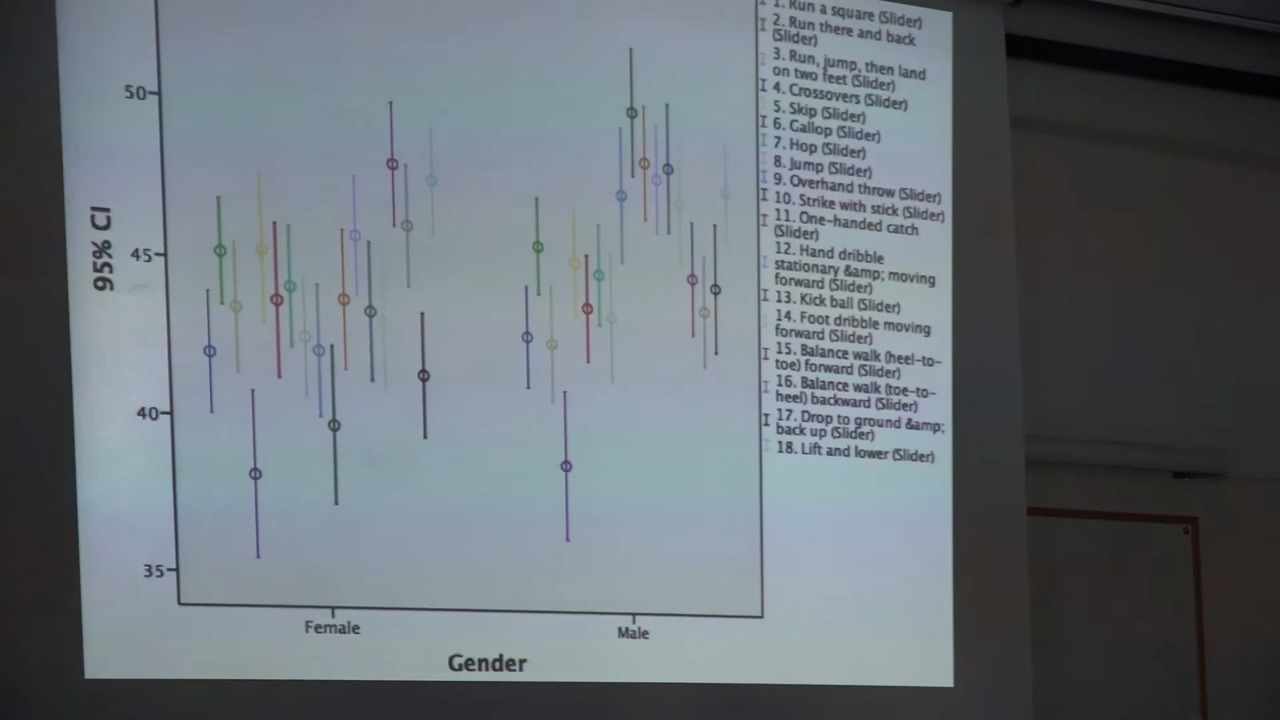 50
45
40
35
95% CI
Female
Male
Gender
1. Run a square (Slider)
2. Run there and back
(Slider)
3. Run, jump, then land
on two feet (Slider)
4. Crossovers (Slider)
5. Skip (Slider)
6. Gallop (Slider)
7. Hop (Slider)
8. Jump (Slider)
9. Overhand throw (Slider)
10. Strike with stick (Slider)
11. One-handed catch
(Slider)
12. Hand dribble
stationary &amp; moving
forward (Slider)
13. Kick ball (Slider)
14. Foot dribble moving
forward (Slider)
15. Balance walk (heel-to-
toe) forward (Slider)
16. Balance walk (toe-to-
heel) backward (Slider)
17. Drop to ground &amp;
back up (Slider)
18. Lift and lower (Slider)